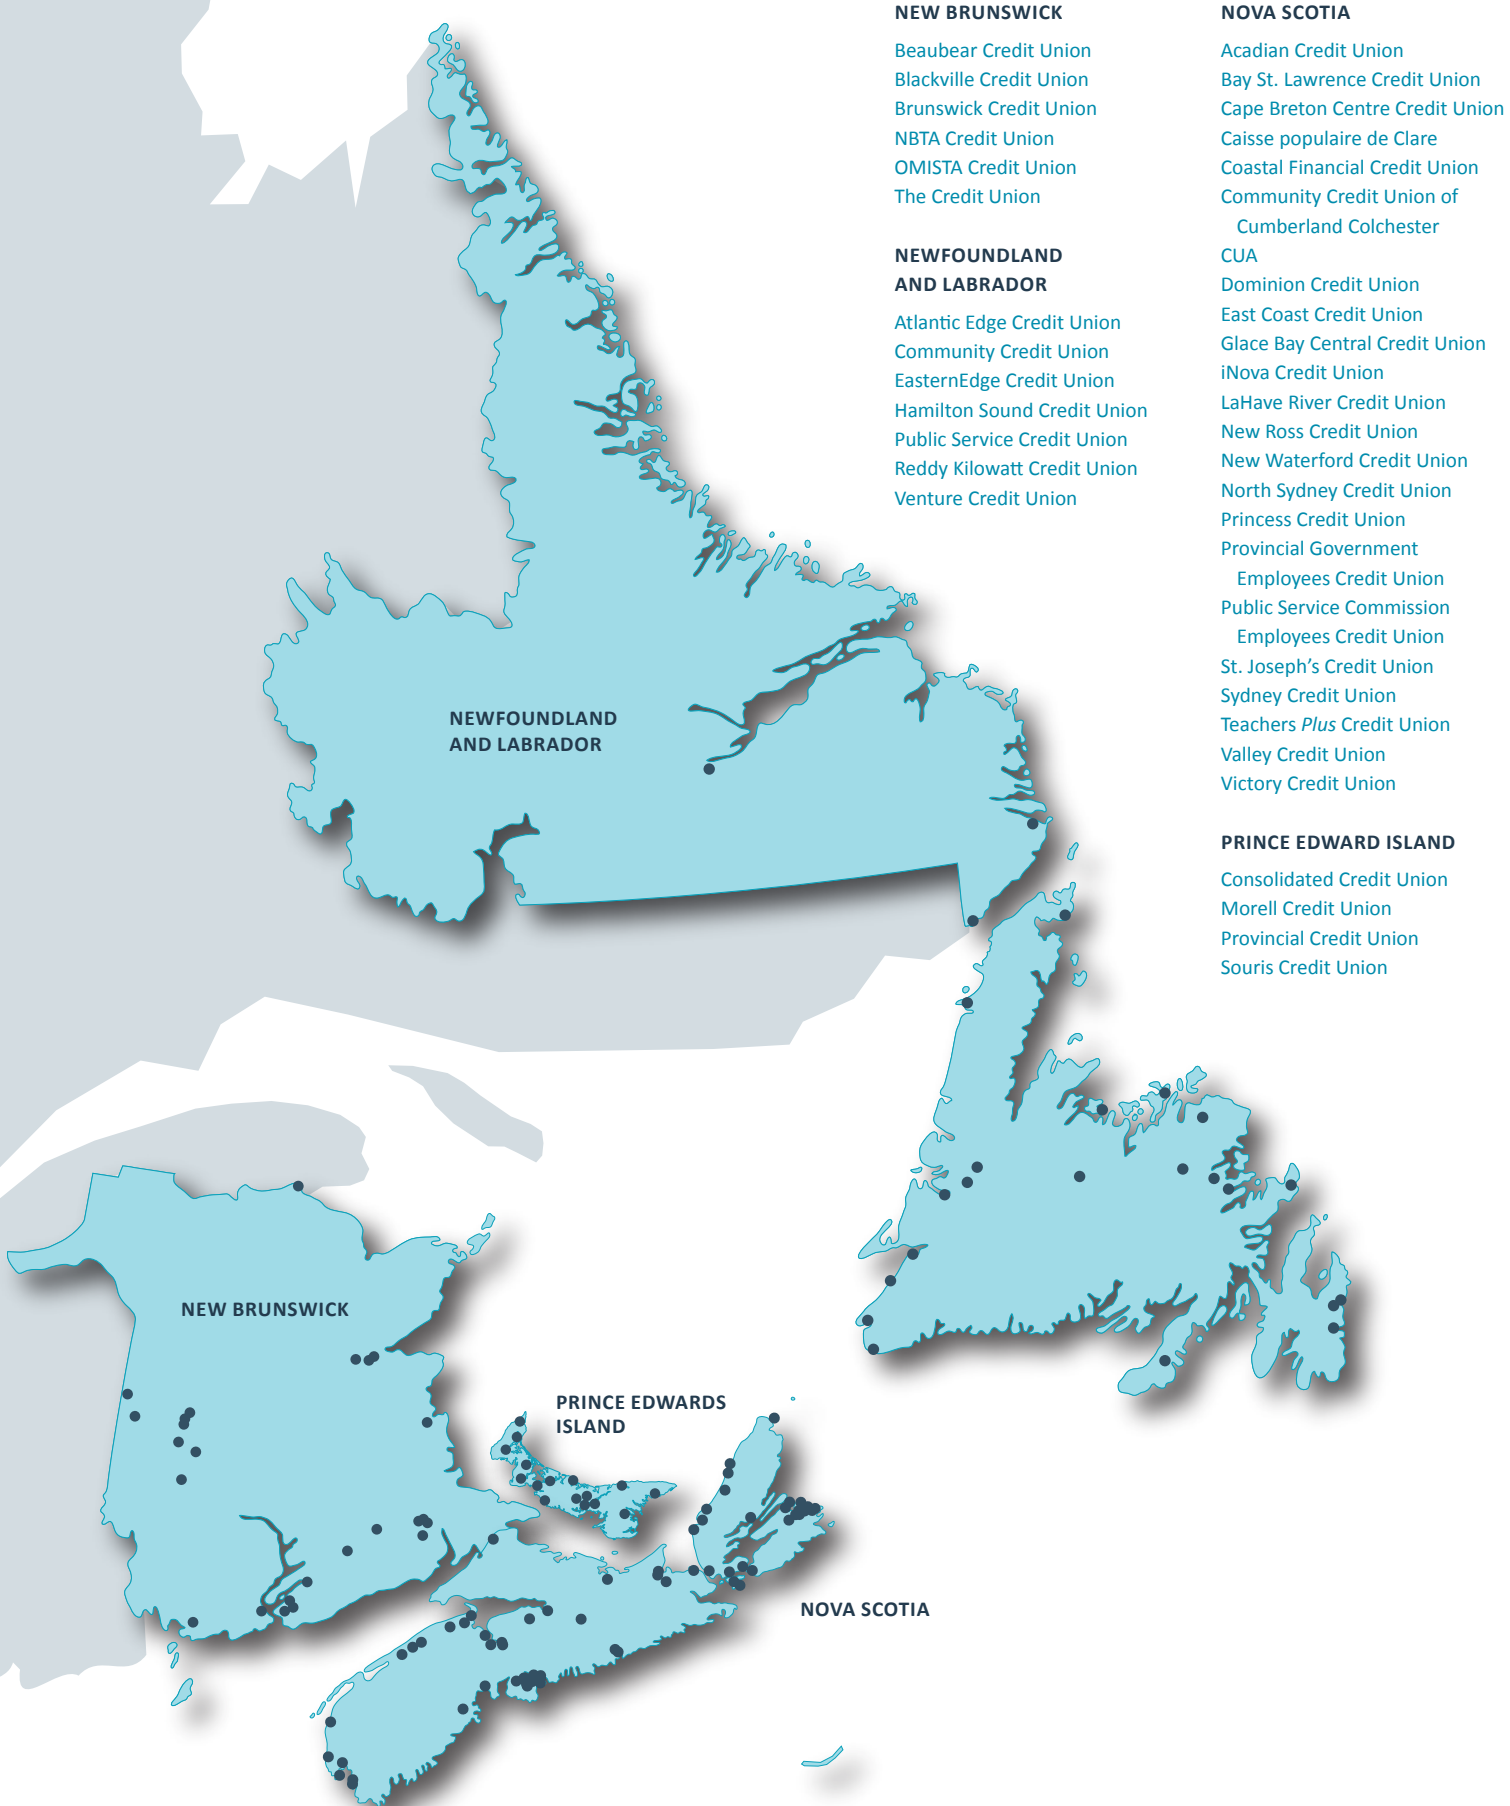 NEW BRUNSWICK
Beaubear Credit Union
Blackville Credit Union
Brunswick Credit Union
NBTA Credit Union
OMISTA Credit Union
The Credit Union
NEWFOUNDLAND
AND LABRADOR
Atlantic Edge Credit Union
Community Credit Union
EasternEdge Credit Union
Hamilton Sound Credit Union
Public Service Credit Union
Reddy Kilowatt Credit Union
Venture Credit Union
NOVA SCOTIA
Acadian Credit Union
Bay St. Lawrence Credit Union
Cape Breton Centre Credit Union
Caisse populaire de Clare
Coastal Financial Credit Union
Community Credit Union of
Cumberland Colchester
CUA
Dominion Credit Union
East Coast Credit Union
Glace Bay Central Credit Union
iNova Credit Union
LaHave River Credit Union
New Ross Credit Union
New Waterford Credit Union
North Sydney Credit Union
Princess Credit Union
Provincial Government
Employees Credit Union
Public Service Commission
Employees Credit Union
St. Joseph’s Credit Union
Sydney Credit Union
Teachers Plus Credit Union
Valley Credit Union
Victory Credit Union
PRINCE EDWARD ISLAND
Consolidated Credit Union
Morell Credit Union
Provincial Credit Union
Souris Credit Union
NEWFOUNDLAND
AND LABRADOR
NEW BRUNSWICK
PRINCE EDWARDS
ISLAND
NOVA SCOTIA